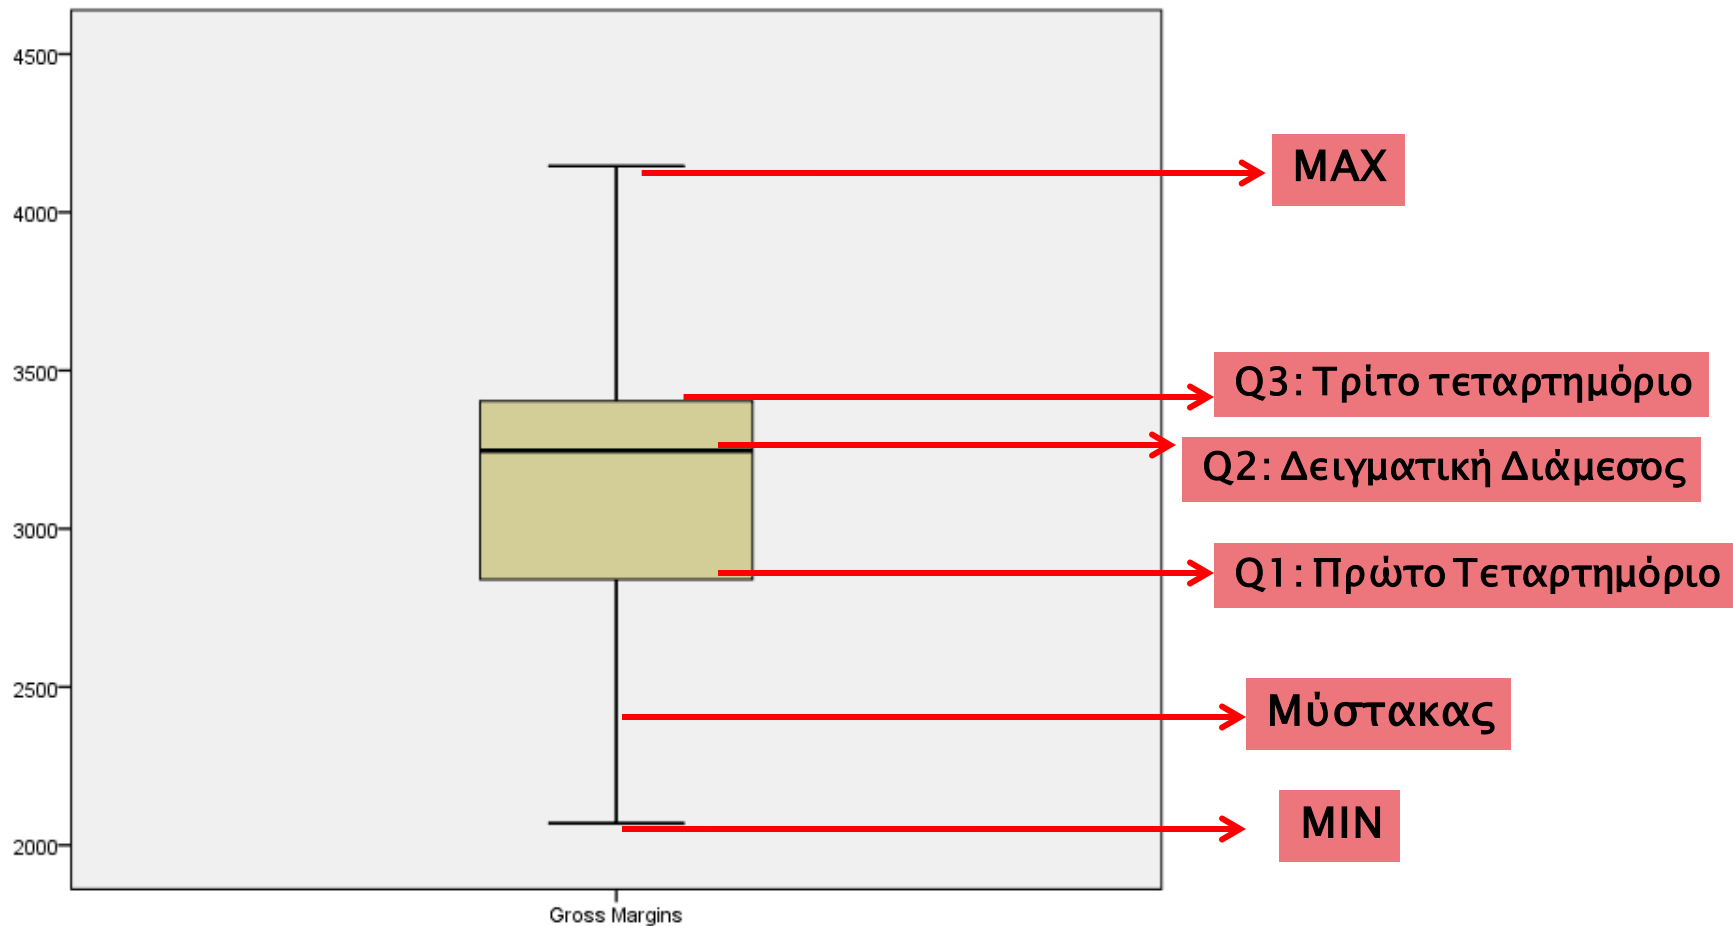 4500
4000
3500
3000
2500
2000
Gross Margins
MAX
Q3: Τρίτο τεταρτημόριο
Q2: Δειγματική Διάμεσος
Q1: Πρώτο Τεταρτημόριο
Μύστακας
MIN